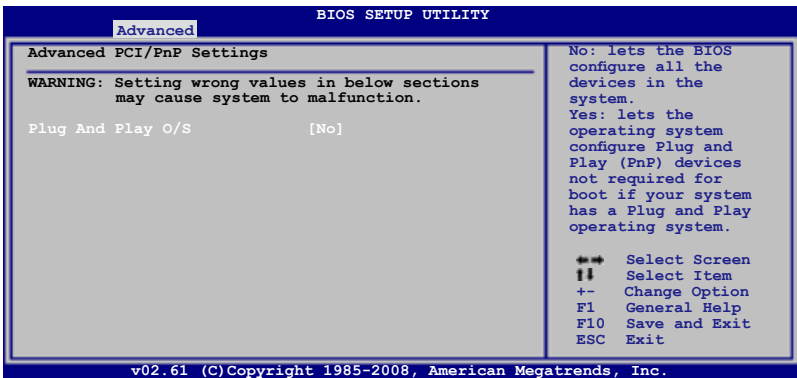 BIOS SETUP UTILITY
Advanced
Advanced PCI/PnP Settings
WARNING: Setting wrong values in below sections
may cause system to malfunction.
Plug And Play O/S [No]
No: lets the BIOS
configure all the
devices in the
system.
Yes: lets the
operating system
configure Plug and
Play (PnP) devices
not required for
boot if your system
has a Plug and Play
operating system.
←→ Select Screen
↑↓ Select Item
+- Change Option
F1 General Help
F10 Save and Exit
ESC Exit
v02.61 (C)Copyright 1985-2008, American Megatrends, Inc.